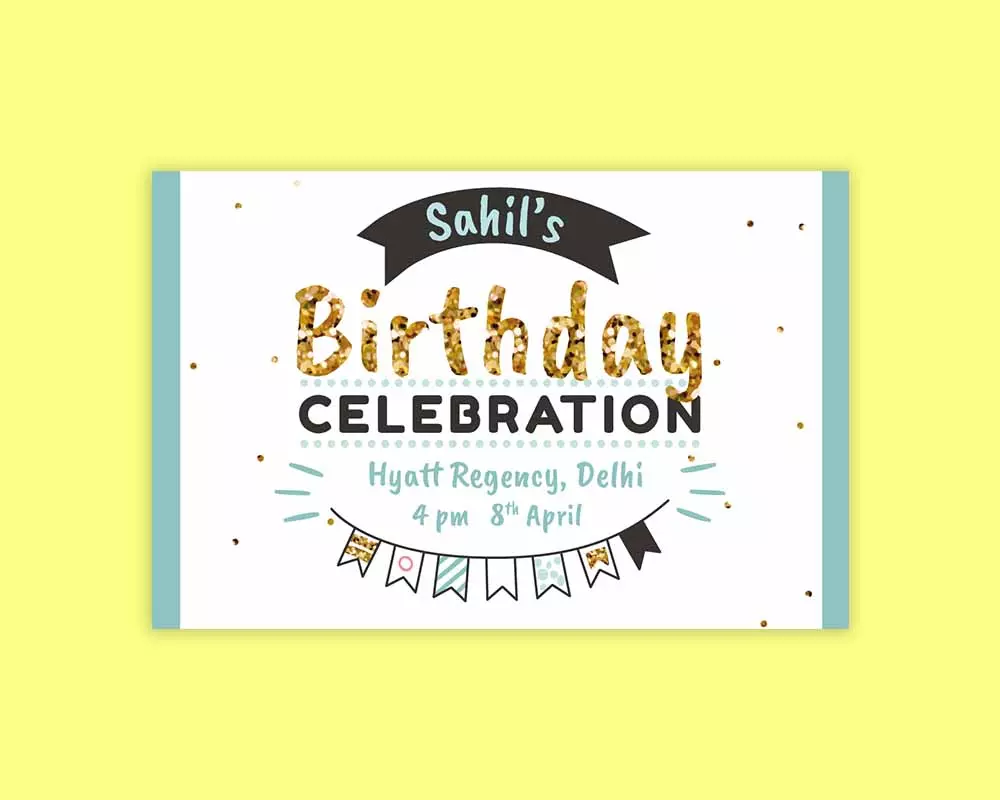 Sahil's
Birthday
CELEBRATION
Hyatt Regency, Delhi
4 pm 8th April